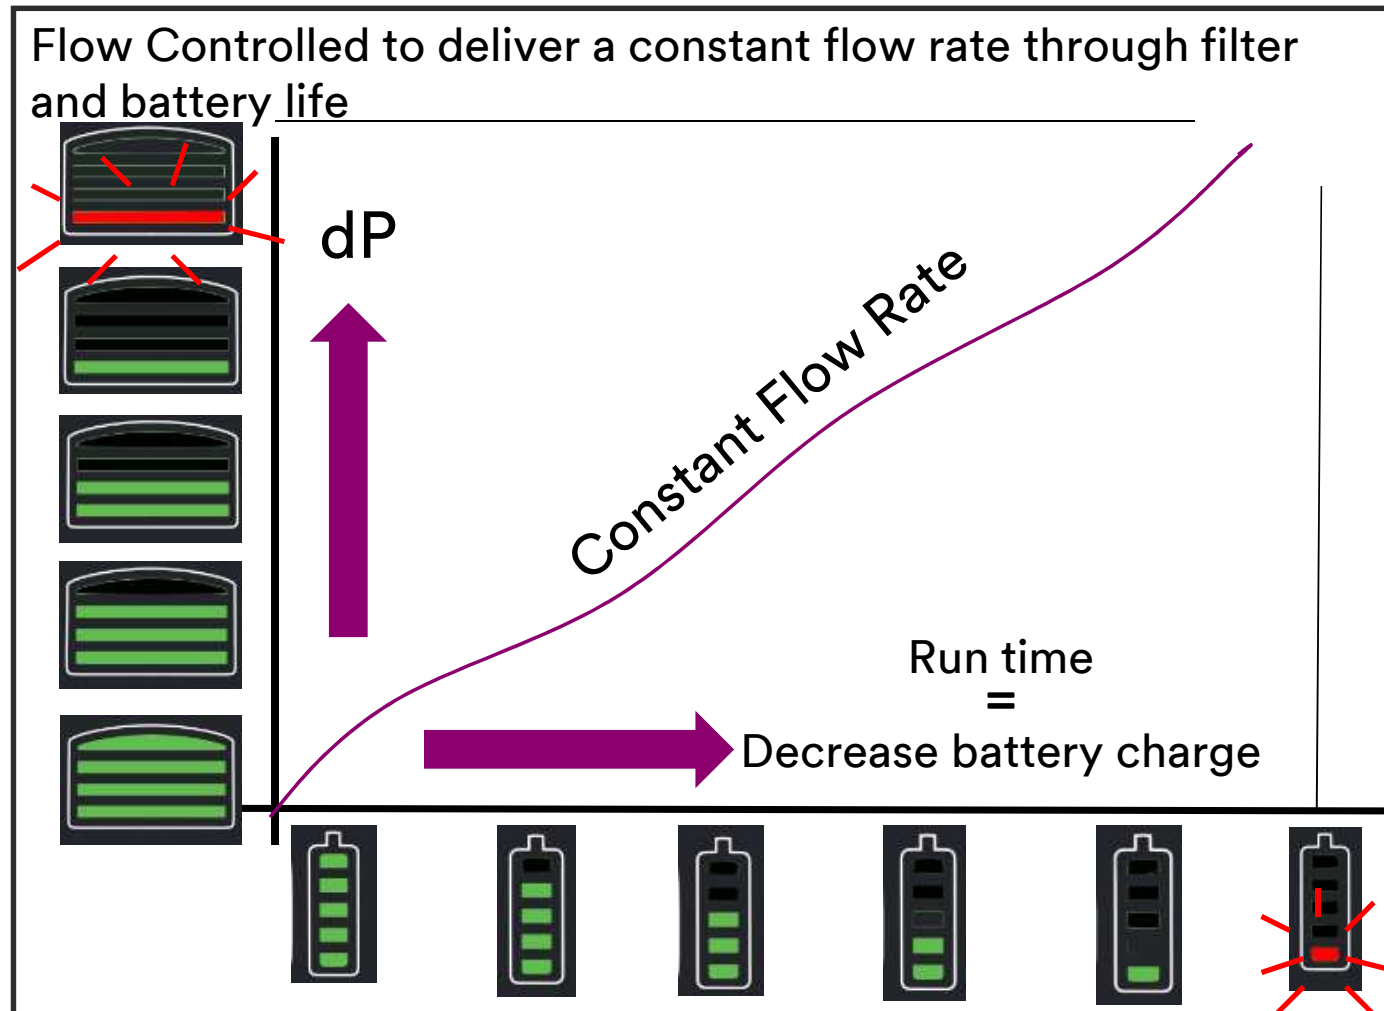 Flow Controlled to deliver a constant flow rate through filter
and battery life
dP
Constant Flow Rate
Run time
=
Decrease battery charge